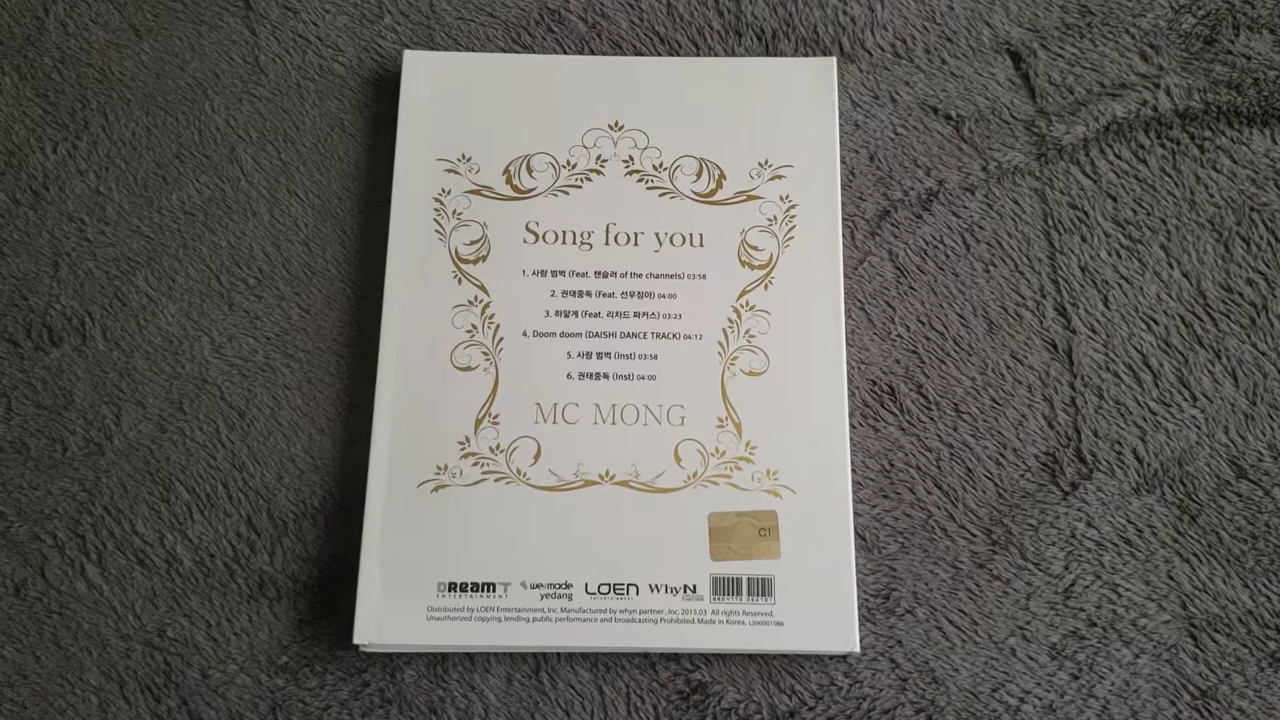 Song for you
1. 사랑 범벅 (Feat. 챈슬러 of the channels) 03:58
2. 권태중독 (Feat. 선우정아) 04:00
3. 하얗게 (Feat. 리차드 파커스) 03:23
4. Doom doom (DAISHI DANCE TRACK) 04:12
5. 사랑 범벅 (Inst) 03:58
6. 권태중독 (Inst) 04:00
MC MONG
C1
DREAM T
ENTERTAINMENT
we made
yedang
LOEN
entertainment
WhyN
PARTNER
Distributed by LOEN Entertainment, Inc. Manufactured by whyn partner, Inc. 2015.03 All rights Reserved.
Unauthorized copying, lending, public performance and broadcasting Prohibited. Made in Korea. L200001086